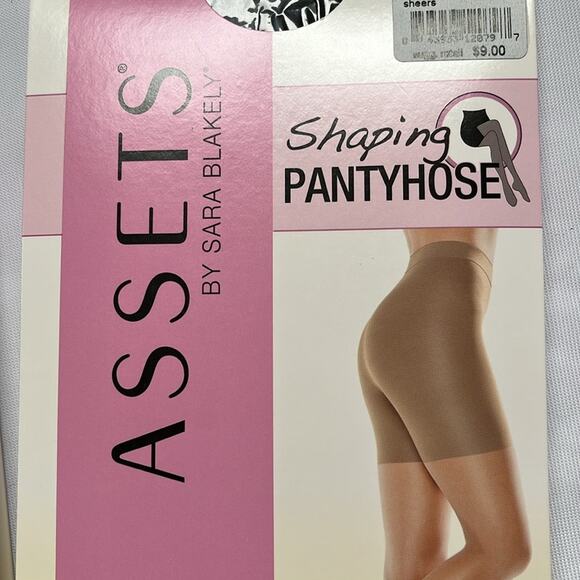 sheers
$9.00
ASSETS®
BY SARA BLAKELY®
Shaping
PANTYHOSE